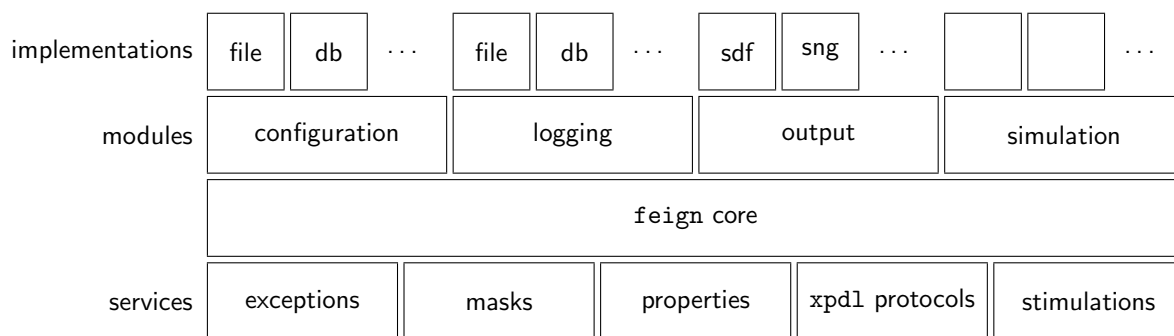 implementations file db ... file db ... sdf sng ... ...
modules configuration logging output simulation
feign core
services exceptions masks properties xpdl protocols stimulations